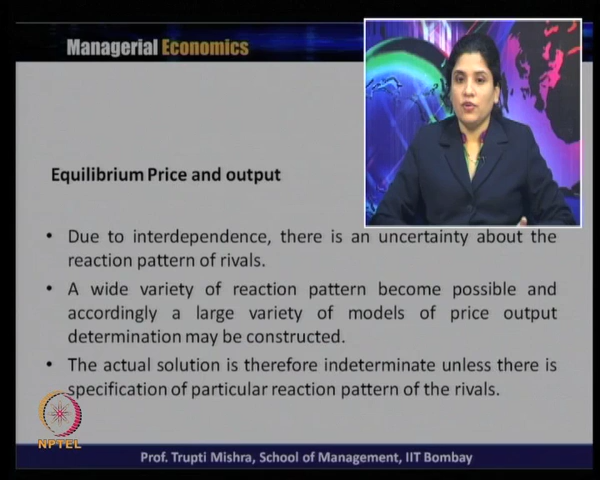 Managerial Economics
Equilibrium Price and output
• Due to interdependence, there is an uncertainty about the
reaction pattern of rivals.
• A wide variety of reaction pattern become possible and
accordingly a large variety of models of price output
determination may be constructed.
• The actual solution is therefore indeterminate unless there is
specification of particular reaction pattern of the rivals.
NPTEL
Prof. Trupti Mishra, School of Management, IIT Bombay